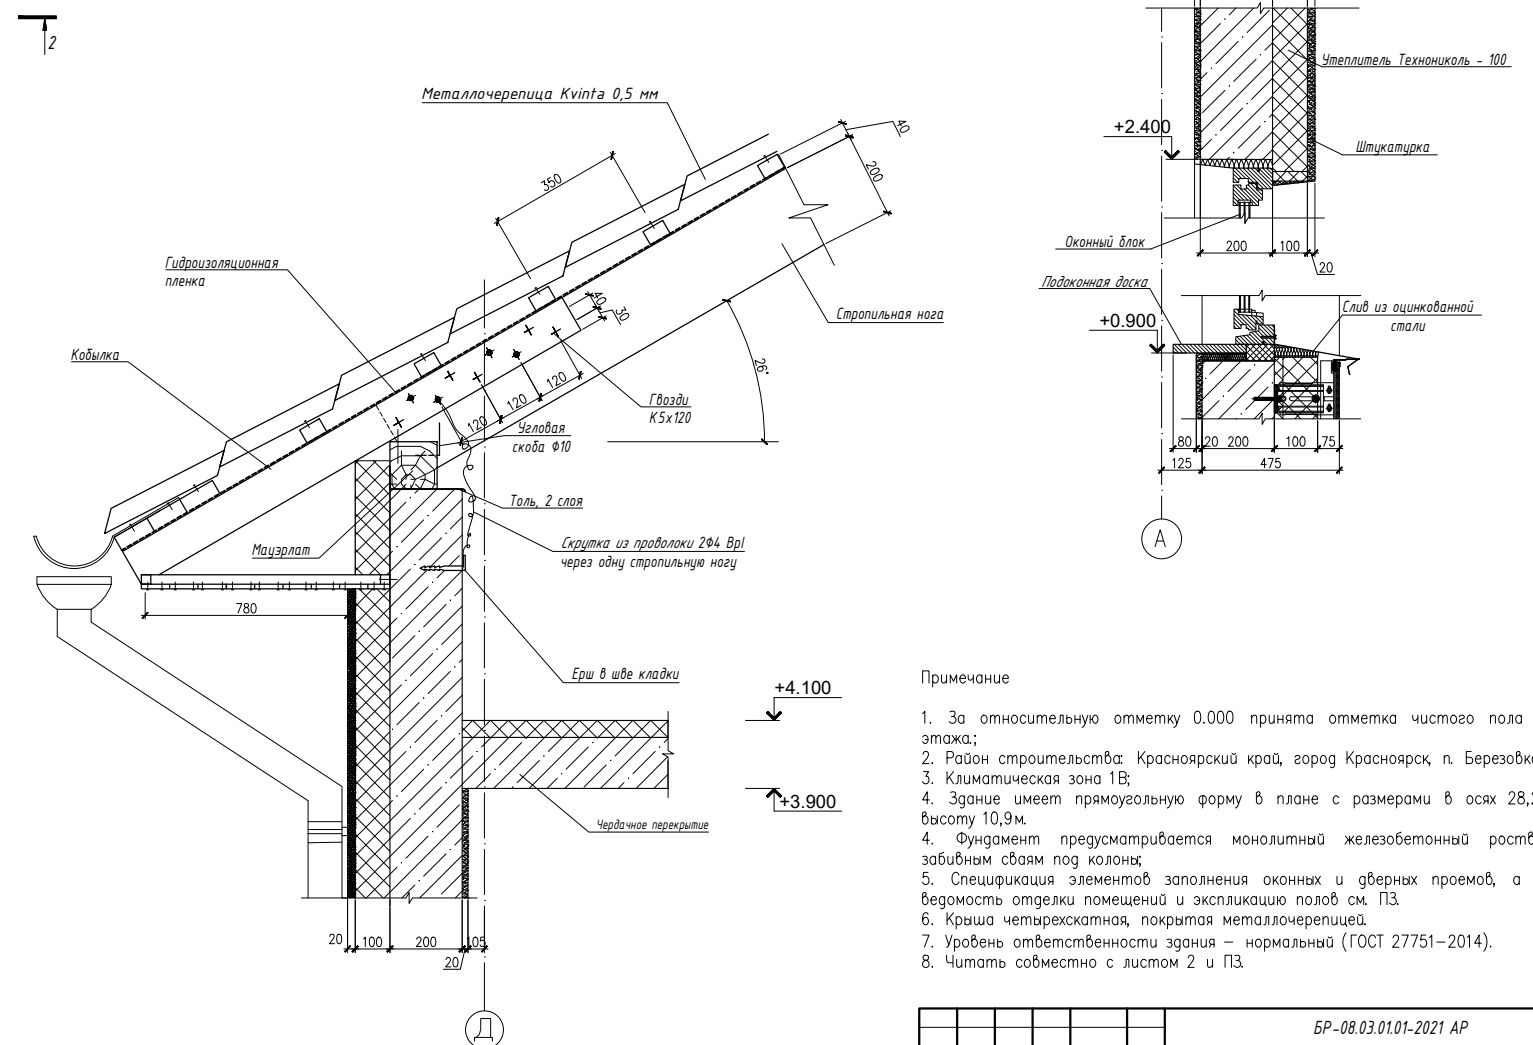 2
Металлочерепица Kvinta 0,5 мм
40
200
350
Гидроизоляционная
пленка
40
30
Стропильная нога
Кобылка
26°
120
120
120
Гвозди
К5х120
Угловая
скоба Ф10
Толь, 2 слоя
Мауэрлат
Скрутка из проволоки 2Ф4 ВрI
через одну стропильную ногу
780
Ерш в шве кладки
+4.100
+3.900
Чердачное перекрытие
20
100
200
105
20
Д
Утеплитель Технониколь - 100
+2.400
Штукатурка
Оконный блок
200
100
20
Подоконная доска
+0.900
Слив из оцинкованной
стали
80
20
200
100
75
125
475
А
Примечание
1. За относительную отметку 0.000 принята отметка чистого пола
этажа.;
2. Район строительства: Красноярский край, город Красноярск, п. Березовк
3. Климатическая зона 1В;
4. Здание имеет прямоугольную форму в плане с размерами в осях 28,2
высоту 10,9м.
4. Фундамент предусматривается монолитный железобетонный роств
забивным сваям под колоны;
5. Спецификация элементов заполнения оконных и дверных проемов, а
ведомость отделки помещений и экспликацию полов см. ПЗ.
6. Крыша четырехскатная, покрытая металлочерепицей.
7. Уровень ответственности здания – нормальный (ГОСТ 27751–2014).
8. Читать совместно с листом 2 и ПЗ.
БР-08.03.01.01-2021 АР